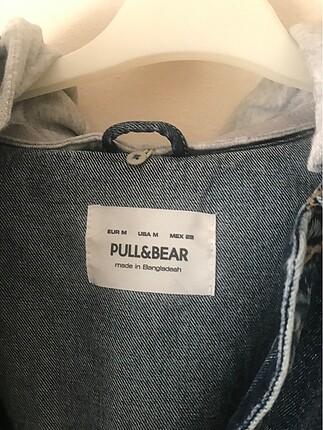 EUR M USA M MEX 28
PULL&BEAR
made in Bangladesh